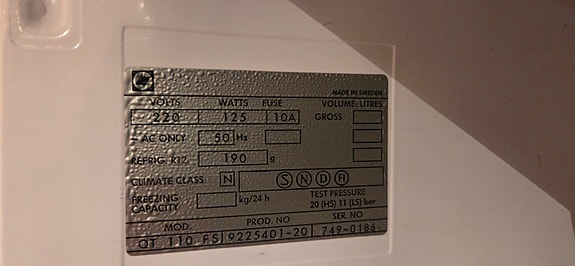 MADE IN SWEDEN
VOLTS WATTS FUSE VOLUME: LITRES
220 125 10A GROSS
AC ONLY 50 Hz
REFRIG. R12 190 g
CLIMATE CLASS N S N D FI
FREEZING CAPACITY kg/24 h TEST PRESSURE
20 (HS) 11 (LS) bar
MOD. PROD. NO SER. NO
QT 110 FS 9225401-20 749-0186